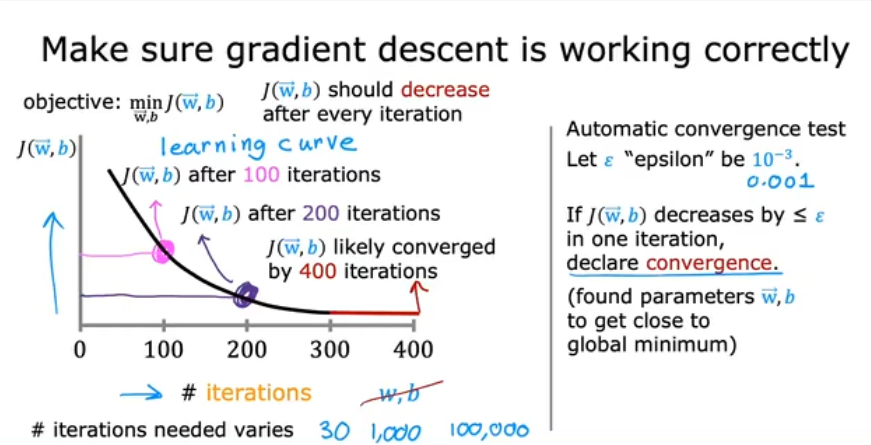 Make sure gradient descent is working correctly
objective: min J(w⃗, b)
w⃗,b
J(w⃗, b) should decrease
after every iteration
J(w⃗, b)
learning curve
J(w⃗, b) after 100 iterations
J(w⃗, b) after 200 iterations
J(w⃗, b) likely converged
by 400 iterations
0 100 200 300 400
→ # iterations
w, b
# iterations needed varies 30 1,000 100,000
Automatic convergence test
Let ε “epsilon” be 10⁻³.
0.001
If J(w⃗, b) decreases by ≤ ε
in one iteration,
declare convergence.
(found parameters w⃗, b
to get close to
global minimum)